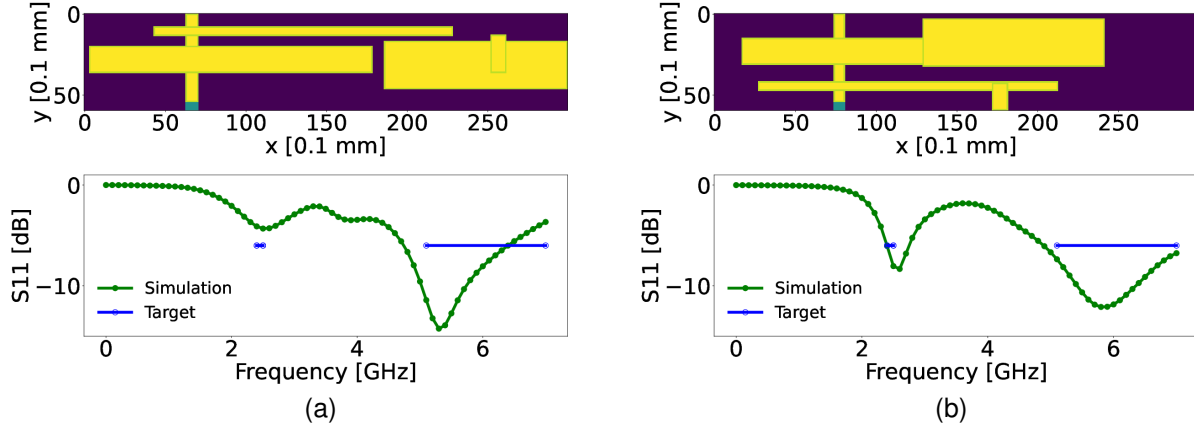 0
50
y [0.1 mm]
0 50 100 150 200 250
x [0.1 mm]
0
−10
S11 [dB]
Simulation
Target
0 2 4 6
Frequency [GHz]
(a)
0
50
y [0.1 mm]
0 50 100 150 200 250
x [0.1 mm]
0
−10
S11 [dB]
Simulation
Target
0 2 4 6
Frequency [GHz]
(b)